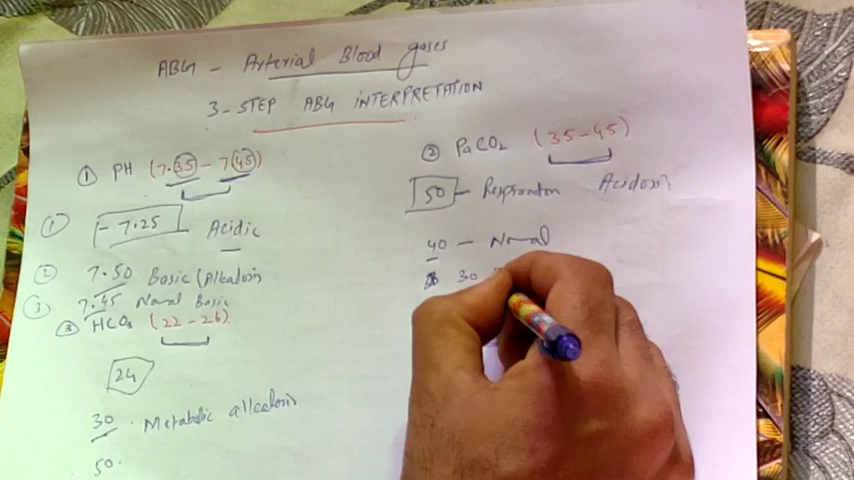 ABG - Arterial Blood gases
3-STEP ABG INTERPRETATION
① PH (7.35 - 7.45)
① - 7.25 Acidic
② 7.50 Basic (Alkalosis
③ 7.45 Normal Basic
③ HCO3 (22 - 26)
24
30 . Metabolic alkalosis
50.
② PaCO2 (35-45)
50 - Respiration Acidosis
40 - Normal
30